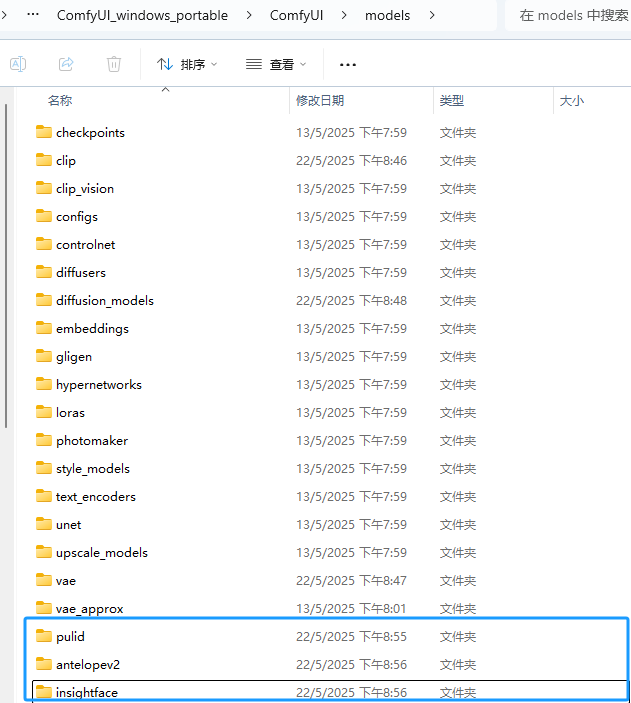 ComfyUI_windows_portable > ComfyUI > models > 在 models 中搜索
排序 查看
名称 修改日期 类型 大小
checkpoints 13/5/2025 下午7:59 文件夹
clip 22/5/2025 下午8:46 文件夹
clip_vision 13/5/2025 下午7:59 文件夹
configs 13/5/2025 下午7:59 文件夹
controlnet 13/5/2025 下午7:59 文件夹
diffusers 13/5/2025 下午7:59 文件夹
diffusion_models 22/5/2025 下午8:48 文件夹
embeddings 13/5/2025 下午7:59 文件夹
gligen 13/5/2025 下午7:59 文件夹
hypernetworks 13/5/2025 下午7:59 文件夹
loras 13/5/2025 下午7:59 文件夹
photomaker 13/5/2025 下午7:59 文件夹
style_models 13/5/2025 下午7:59 文件夹
text_encoders 13/5/2025 下午7:59 文件夹
unet 13/5/2025 下午7:59 文件夹
upscale_models 13/5/2025 下午7:59 文件夹
vae 22/5/2025 下午8:47 文件夹
vae_approx 13/5/2025 下午8:01 文件夹
pulid 22/5/2025 下午8:55 文件夹
antelopev2 22/5/2025 下午8:56 文件夹
insightface 22/5/2025 下午8:56 文件夹